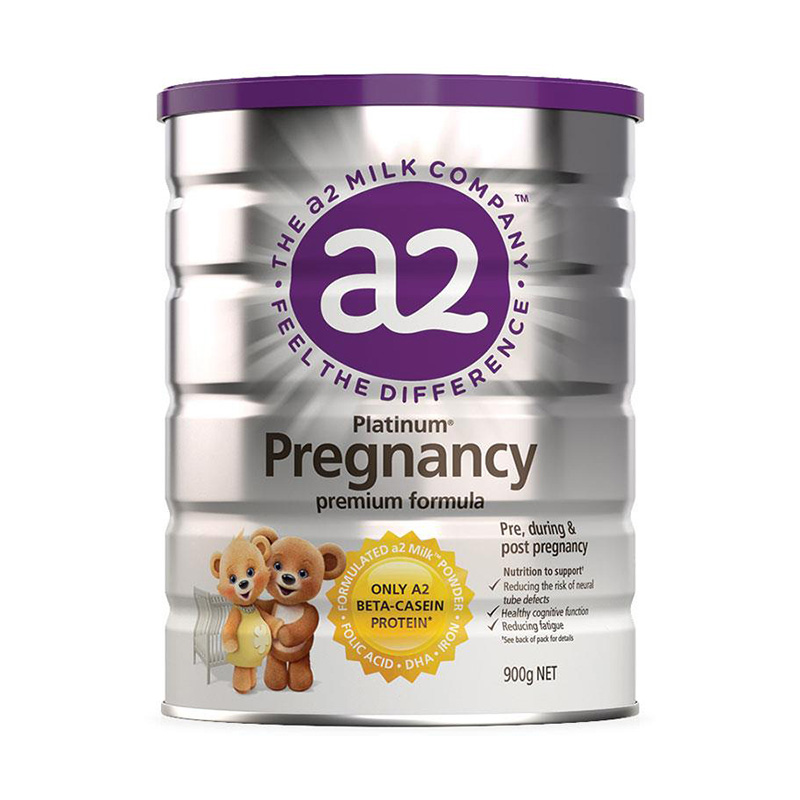 THE a2 MILK COMPANY
TM
a2
FEEL THE DIFFERENCE
Platinum®
Pregnancy
premium formula
Pre, during &
post pregnancy
Nutrition to support†
✓ Reducing the risk of neural
tube defects
✓ Healthy cognitive function
✓ Reducing fatigue
†See back of pack for details
FORMULATED a2 Milk™ POWDER
ONLY A2
BETA-CASEIN
PROTEIN*
• FOLIC ACID • DHA • IRON •
900g NET